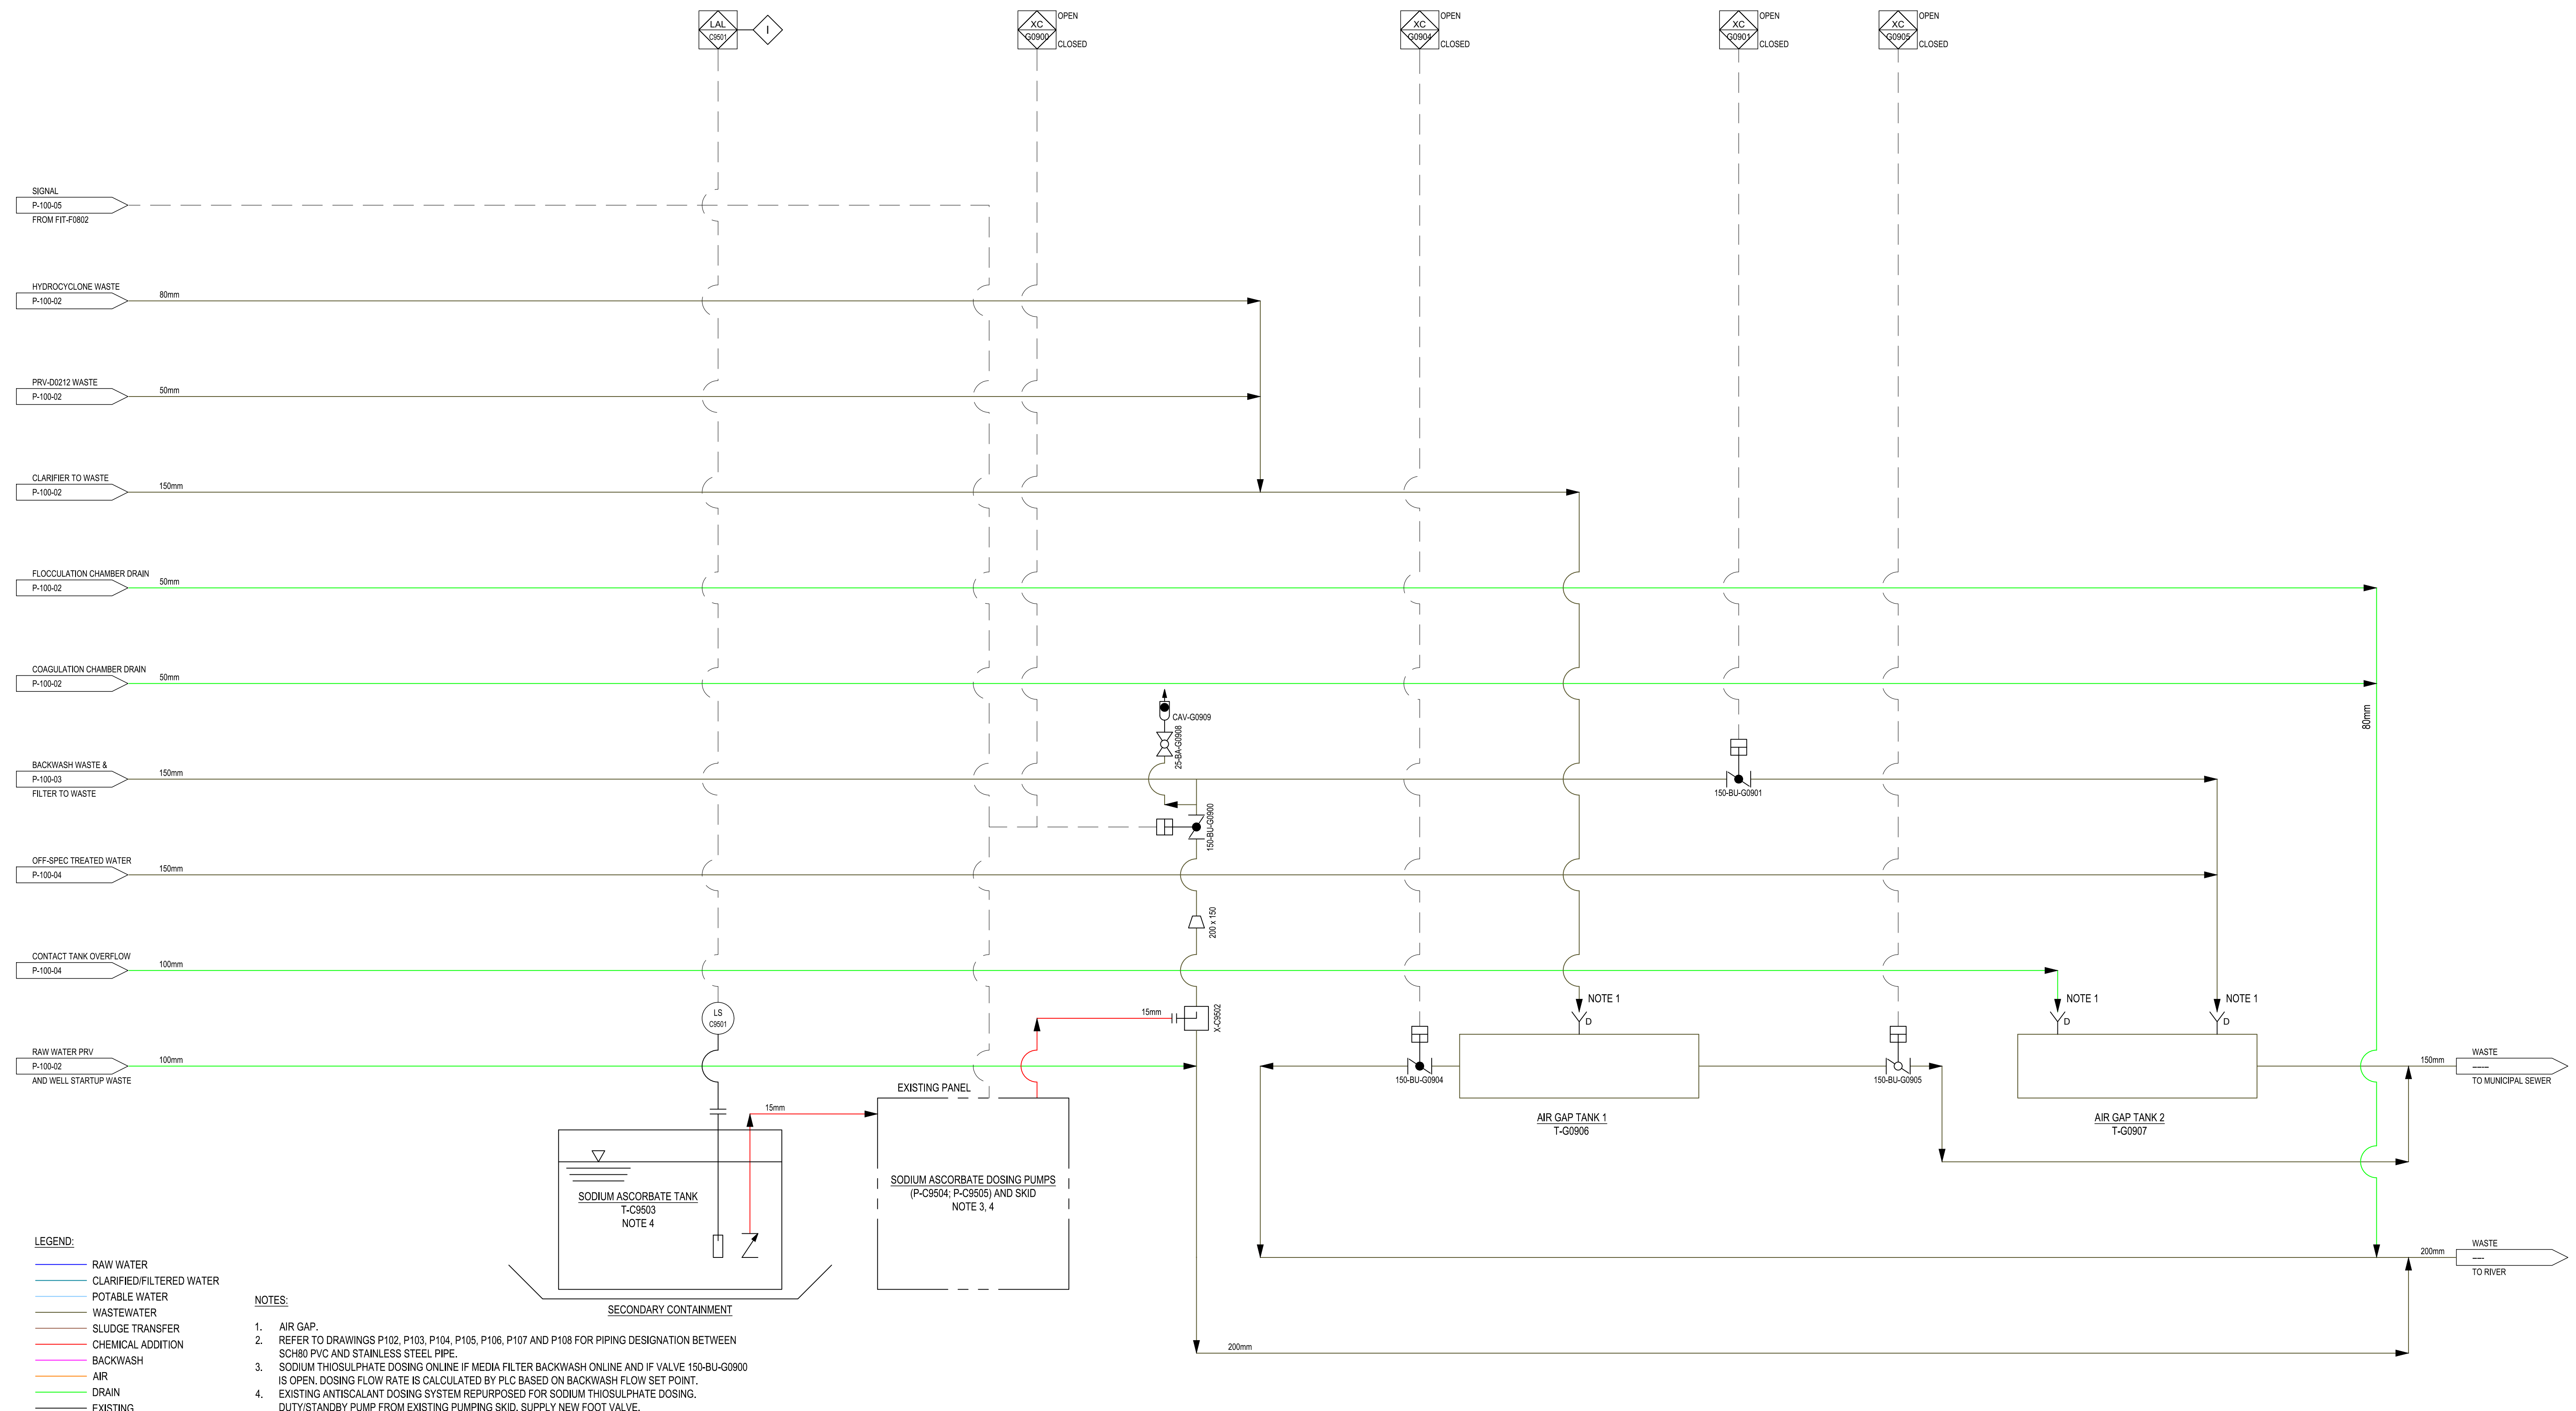 LAL
C9501
I
XC
G0900
OPEN
CLOSED
XC
G0904
OPEN
CLOSED
XC
G0901
OPEN
CLOSED
XC
G0905
OPEN
CLOSED
SIGNAL
P-100-05
FROM FIT-F0802
HYDROCYCLONE WASTE
P-100-02
80mm
PRV-D0212 WASTE
P-100-02
50mm
CLARIFIER TO WASTE
P-100-02
150mm
FLOCCULATION CHAMBER DRAIN
P-100-02
50mm
COAGULATION CHAMBER DRAIN
P-100-02
50mm
80mm
CAV-G0909
25-BA-G0908
BACKWASH WASTE &
P-100-03
FILTER TO WASTE
150mm
150-BU-G0901
150-BU-G0900
OFF-SPEC TREATED WATER
P-100-04
150mm
200 x 150
CONTACT TANK OVERFLOW
P-100-04
100mm
LS
C9501
15mm
X-C9502
NOTE 1
D
NOTE 1
D
NOTE 1
D
RAW WATER PRV
P-100-02
AND WELL STARTUP WASTE
100mm
150-BU-G0904
150-BU-G0905
150mm
WASTE
-----
TO MUNICIPAL SEWER
EXISTING PANEL
15mm
AIR GAP TANK 1
T-G0906
AIR GAP TANK 2
T-G0907
SODIUM ASCORBATE TANK
T-C9503
NOTE 4
SODIUM ASCORBATE DOSING PUMPS
(P-C9504; P-C9505) AND SKID
NOTE 3, 4
SECONDARY CONTAINMENT
200mm
WASTE
----
TO RIVER
200mm
LEGEND:
RAW WATER
CLARIFIED/FILTERED WATER
POTABLE WATER
WASTEWATER
SLUDGE TRANSFER
CHEMICAL ADDITION
BACKWASH
AIR
DRAIN
EXISTING
NOTES:
1. AIR GAP.
2. REFER TO DRAWINGS P102, P103, P104, P105, P106, P107 AND P108 FOR PIPING DESIGNATION BETWEEN
SCH80 PVC AND STAINLESS STEEL PIPE.
3. SODIUM THIOSULPHATE DOSING ONLINE IF MEDIA FILTER BACKWASH ONLINE AND IF VALVE 150-BU-G0900
IS OPEN. DOSING FLOW RATE IS CALCULATED BY PLC BASED ON BACKWASH FLOW SET POINT.
4. EXISTING ANTISCALANT DOSING SYSTEM REPURPOSED FOR SODIUM THIOSULPHATE DOSING.
DUTY/STANDBY PUMP FROM EXISTING PUMPING SKID. SUPPLY NEW FOOT VALVE.